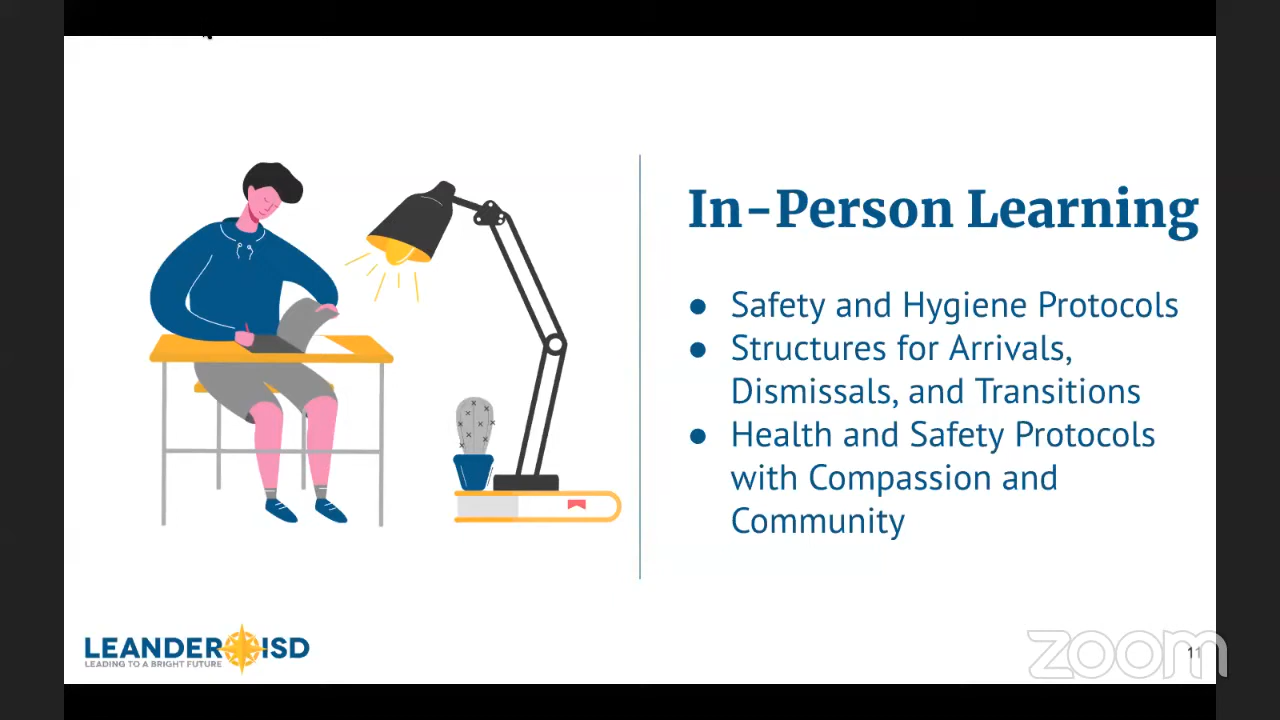 In-Person Learning
● Safety and Hygiene Protocols
● Structures for Arrivals,
Dismissals, and Transitions
● Health and Safety Protocols
with Compassion and
Community
LEANDER ISD
LEADING TO A BRIGHT FUTURE
zoom
11